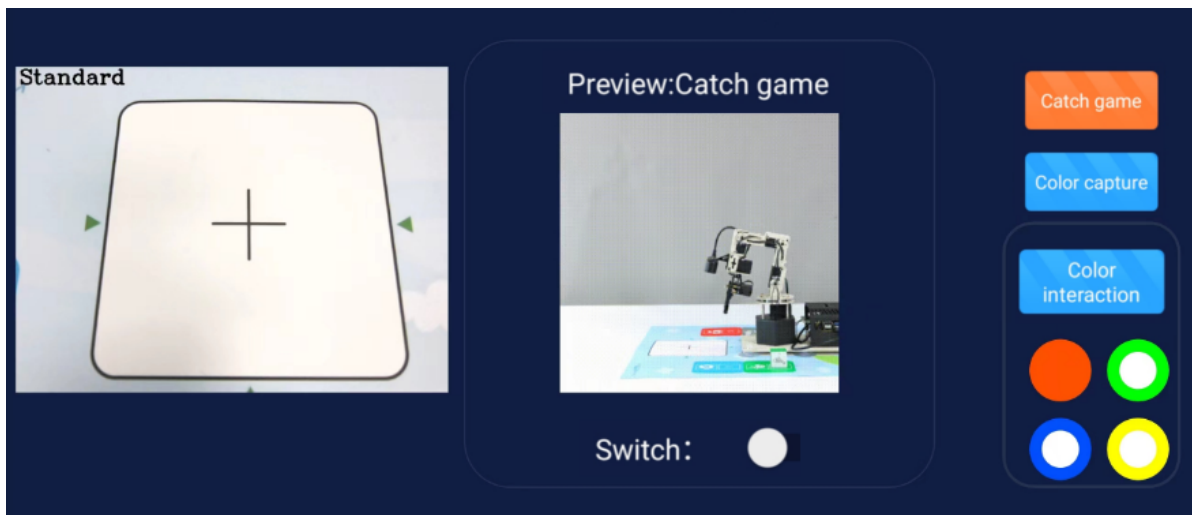 Standard
Preview:Catch game
Switch：
Catch game
Color capture
Color
interaction